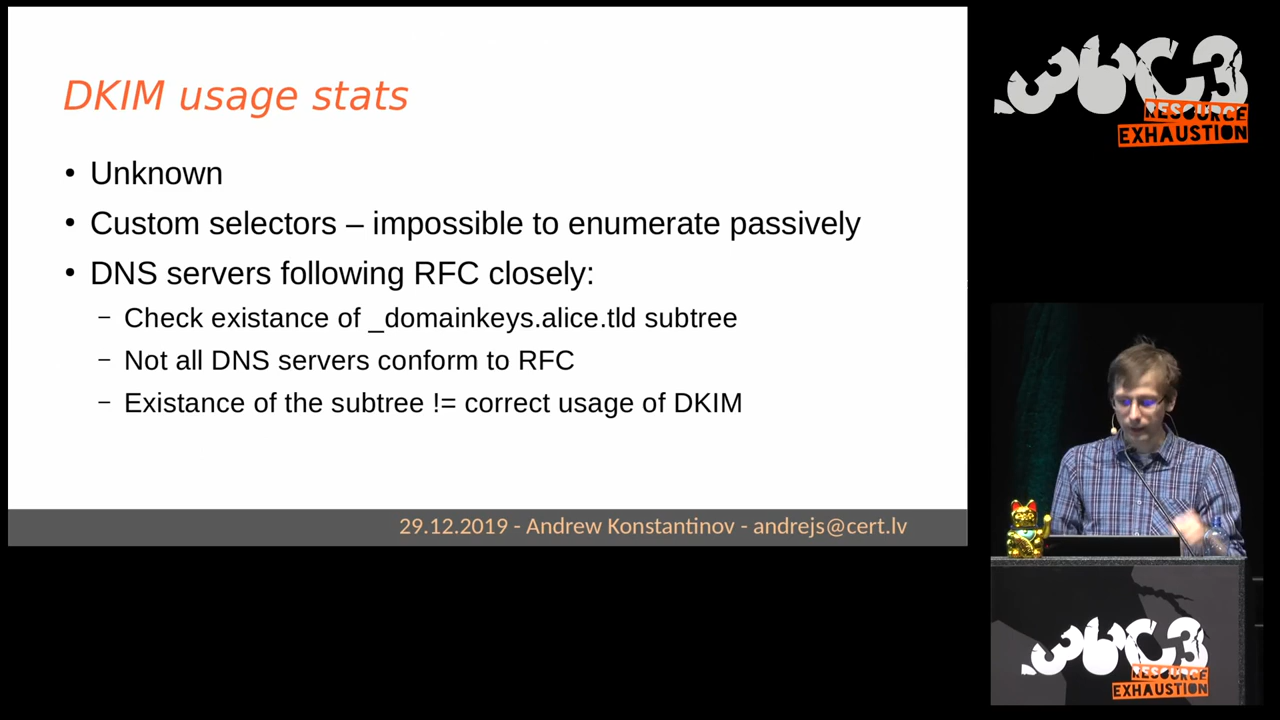 DKIM usage stats
• Unknown
• Custom selectors – impossible to enumerate passively
• DNS servers following RFC closely:
– Check existance of _domainkeys.alice.tld subtree
– Not all DNS servers conform to RFC
– Existance of the subtree != correct usage of DKIM
29.12.2019 - Andrew Konstantinov - andrejs@cert.lv
36C3
RESOURCE
EXHAUSTION
36C3
RESOURCE
EXHAUSTION